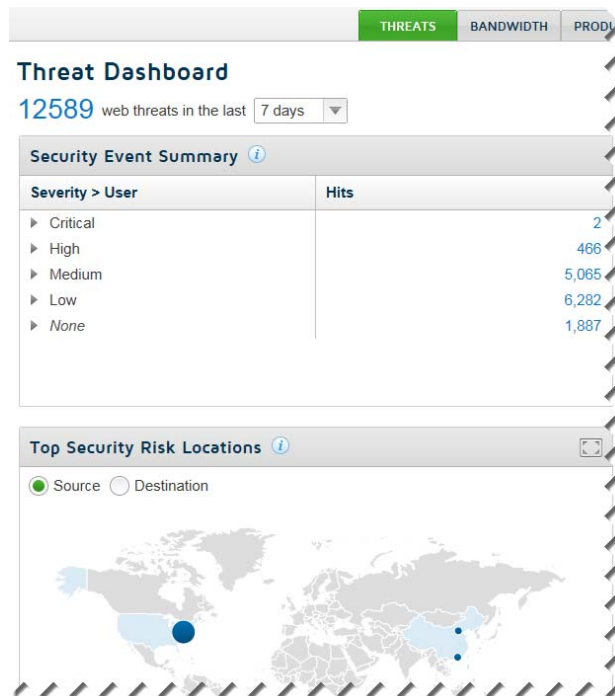 THREATS BANDWIDTH
Threat Dashboard
12589 web threats in the last 7 days
Security Event Summary i
Severity > User Hits
Critical 2
High 466
Medium 5,065
Low 6,282
None 1,887
Top Security Risk Locations i
Source Destination